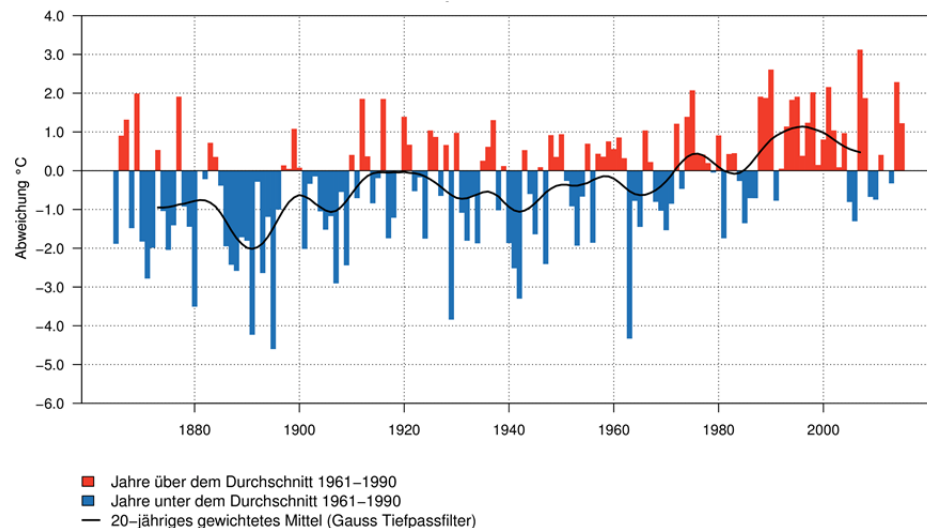 4.0
3.0
2.0
1.0
0.0
−1.0
−2.0
−3.0
−4.0
−5.0
−6.0
Abweichung °C
1880 1900 1920 1940 1960 1980 2000
Jahre über dem Durchschnitt 1961−1990
Jahre unter dem Durchschnitt 1961−1990
20−jähriges gewichtetes Mittel (Gauss Tiefpassfilter)